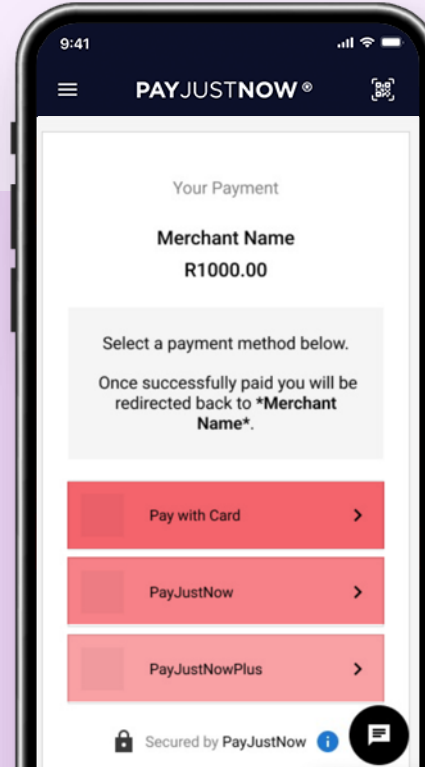 9:41
PAYJUSTNOW ®
Your Payment
Merchant Name
R1000.00
Select a payment method below.
Once successfully paid you will be
redirected back to *Merchant
Name*.
Pay with Card
PayJustNow
PayJustNowPlus
Secured by PayJustNow i